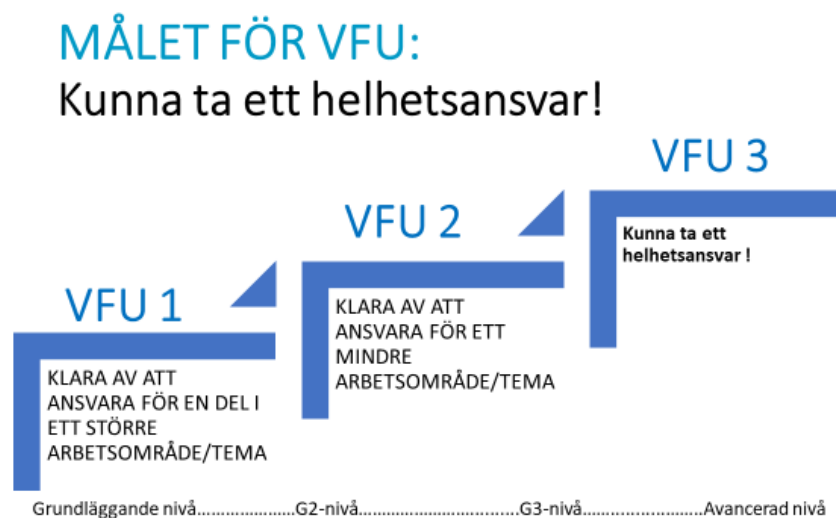 MÅLET FÖR VFU:
Kunna ta ett helhetsansvar!
VFU 1
KLARA AV ATT
ANSVARA FÖR EN DEL I
ETT STÖRRE
ARBETSOMRÅDE/TEMA
VFU 2
KLARA AV ATT
ANSVARA FÖR ETT
MINDRE
ARBETSOMRÅDE/TEMA
VFU 3
Kunna ta ett
helhetsansvar !
Grundläggande nivå.....................G2-nivå..................................G3-nivå..........................Avancerad nivå